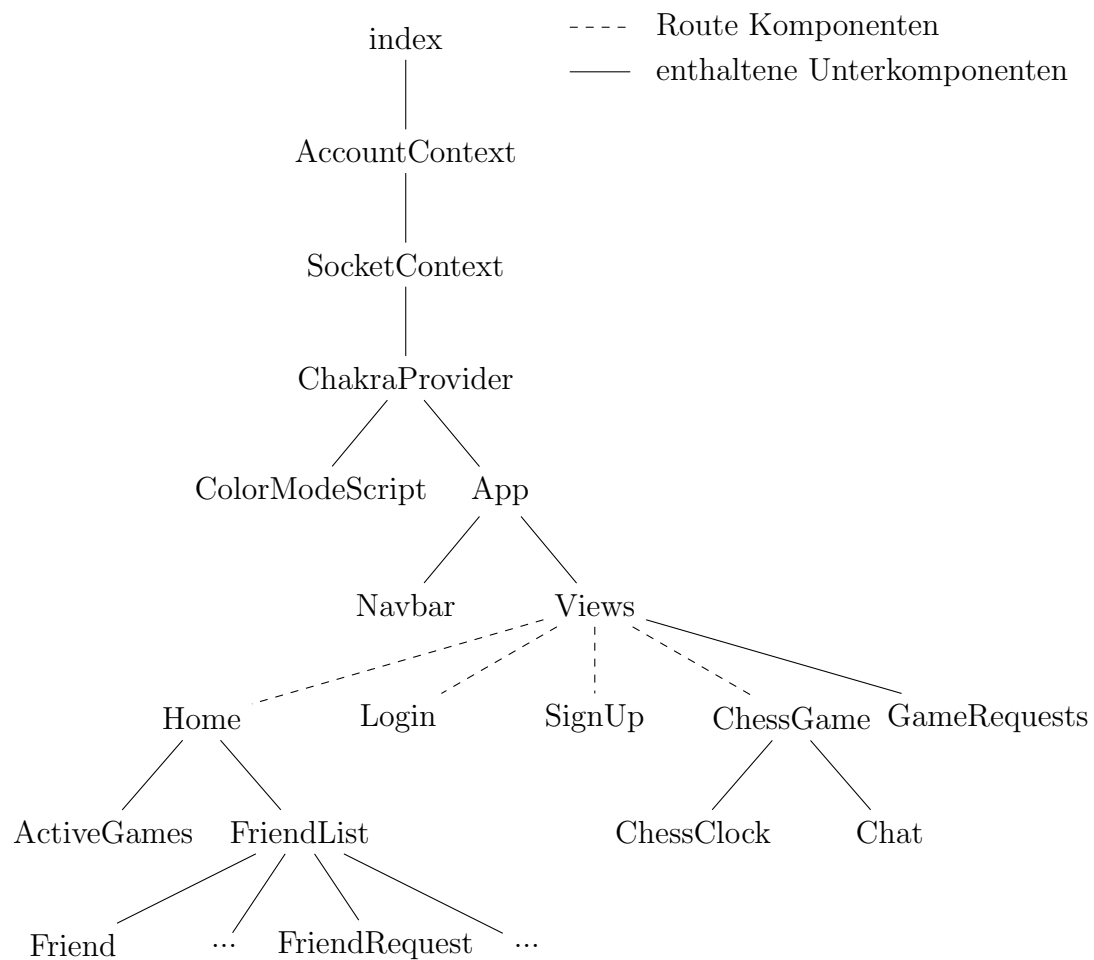 index
Route Komponenten
enthaltene Unterkomponenten
AccountContext
SocketContext
ChakraProvider
ColorModeScript
App
Navbar
Views
Home
Login
SignUp
ChessGame
GameRequests
ActiveGames
FriendList
ChessClock
Chat
Friend
...
FriendRequest
...